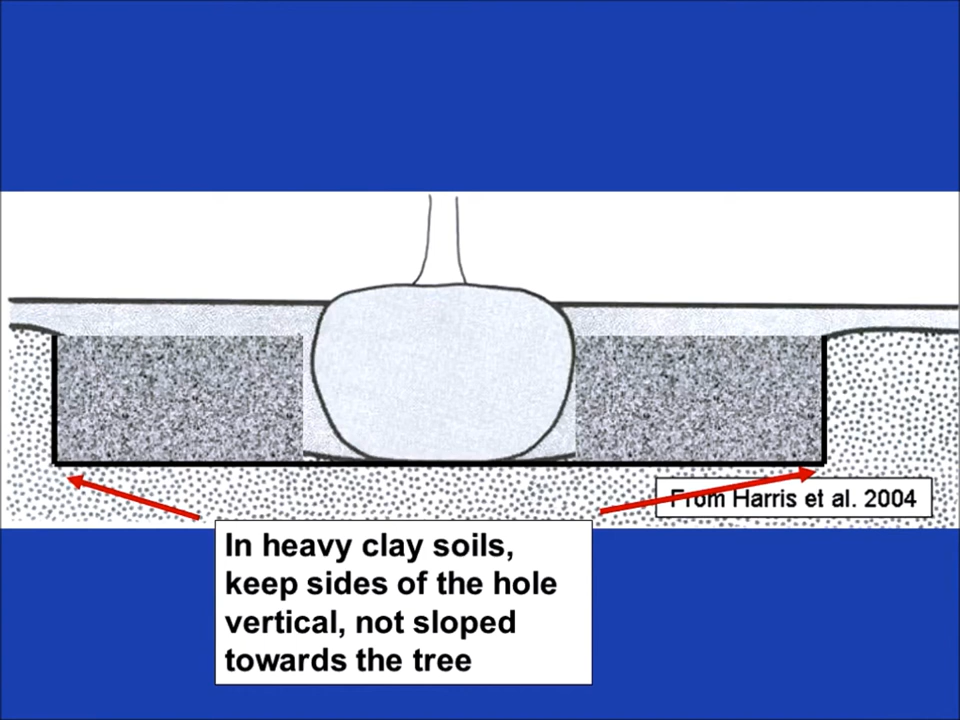 From Harris et al. 2004
In heavy clay soils,
keep sides of the hole
vertical, not sloped
towards the tree